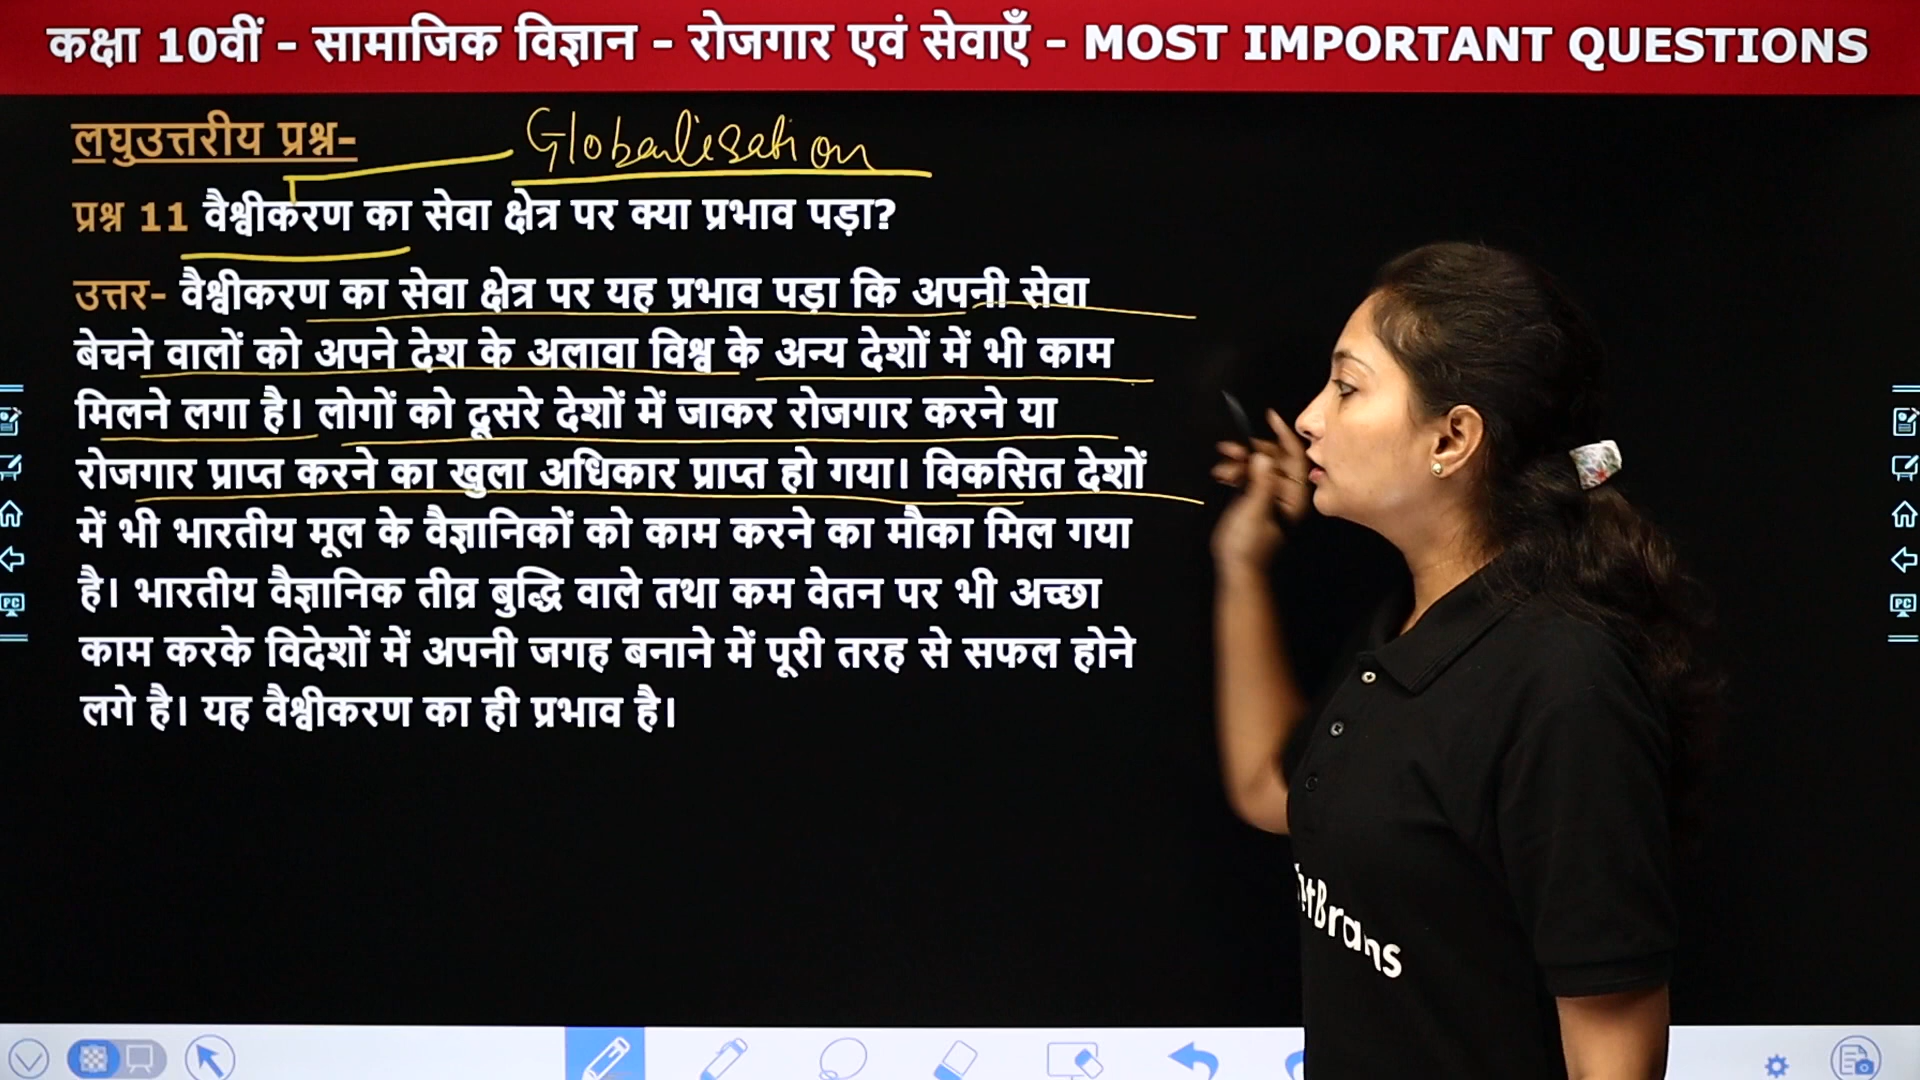 कक्षा 10वीं - सामाजिक विज्ञान - रोजगार एवं सेवाएँ - MOST IMPORTANT QUESTIONS
लघुउत्तरीय प्रश्न-
Globalisation
प्रश्न 11 वैश्वीकरण का सेवा क्षेत्र पर क्या प्रभाव पड़ा?
उत्तर- वैश्वीकरण का सेवा क्षेत्र पर यह प्रभाव पड़ा कि अपनी सेवा
बेचने वालों को अपने देश के अलावा विश्व के अन्य देशों में भी काम
मिलने लगा है। लोगों को दूसरे देशों में जाकर रोजगार करने या
रोजगार प्राप्त करने का खुला अधिकार प्राप्त हो गया। विकसित देशों
में भी भारतीय मूल के वैज्ञानिकों को काम करने का मौका मिल गया
है। भारतीय वैज्ञानिक तीव्र बुद्धि वाले तथा कम वेतन पर भी अच्छा
काम करके विदेशों में अपनी जगह बनाने में पूरी तरह से सफल होने
लगे है। यह वैश्वीकरण का ही प्रभाव है।
PC
PC